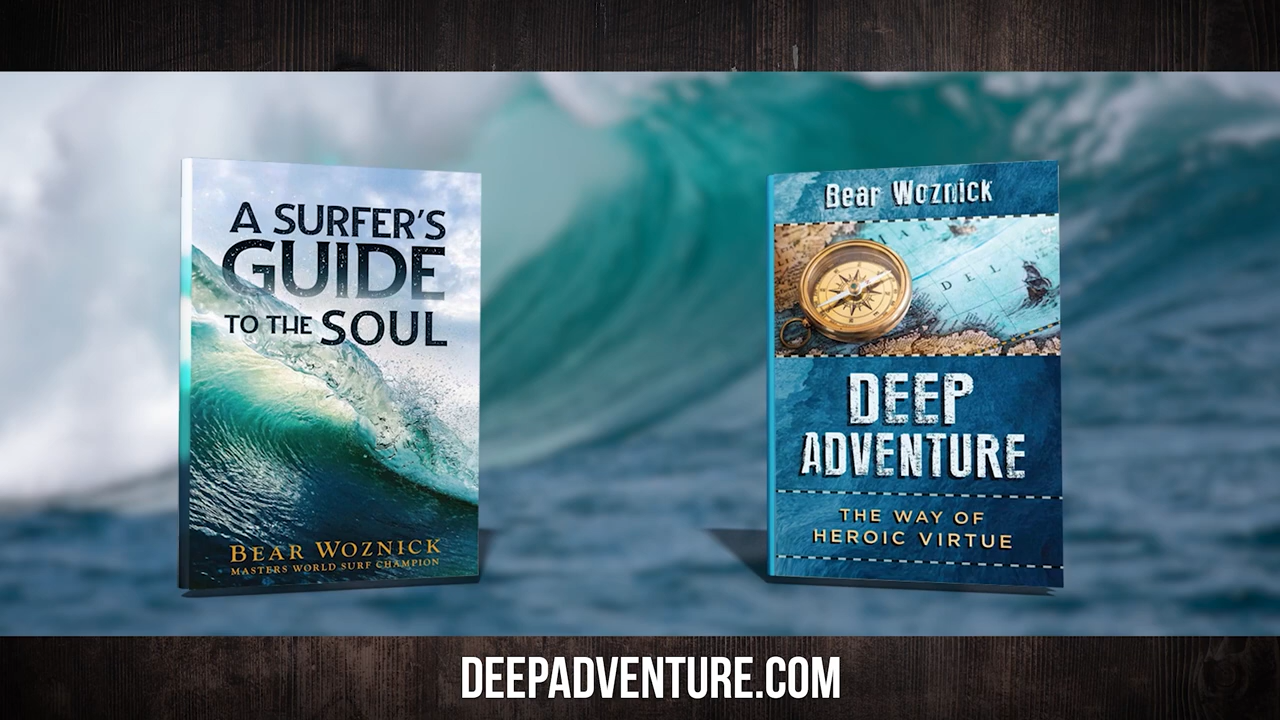 A SURFER'S
GUIDE
TO THE SOUL
BEAR WOZNICK
MASTERS WORLD SURF CHAMPION
Bear Woznick
DEL
DEEP
ADVENTURE
THE WAY OF
HEROIC VIRTUE
DEEPADVENTURE.COM